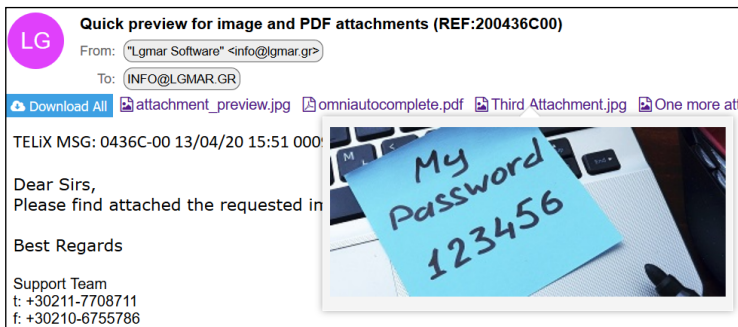 LG
Quick preview for image and PDF attachments (REF:200436C00)
From: "Lgmar Software" <info@lgmar.gr>
To: INFO@LGMAR.GR
Download All attachment_preview.jpg omniautocomplete.pdf Third Attachment.jpg One more att
TELiX MSG: 0436C-00 13/04/20 15:51 000
Dear Sirs,
Please find attached the requested in
Best Regards
Support Team
t: +30211-7708711
f: +30210-6755786
My
Password
123456
End